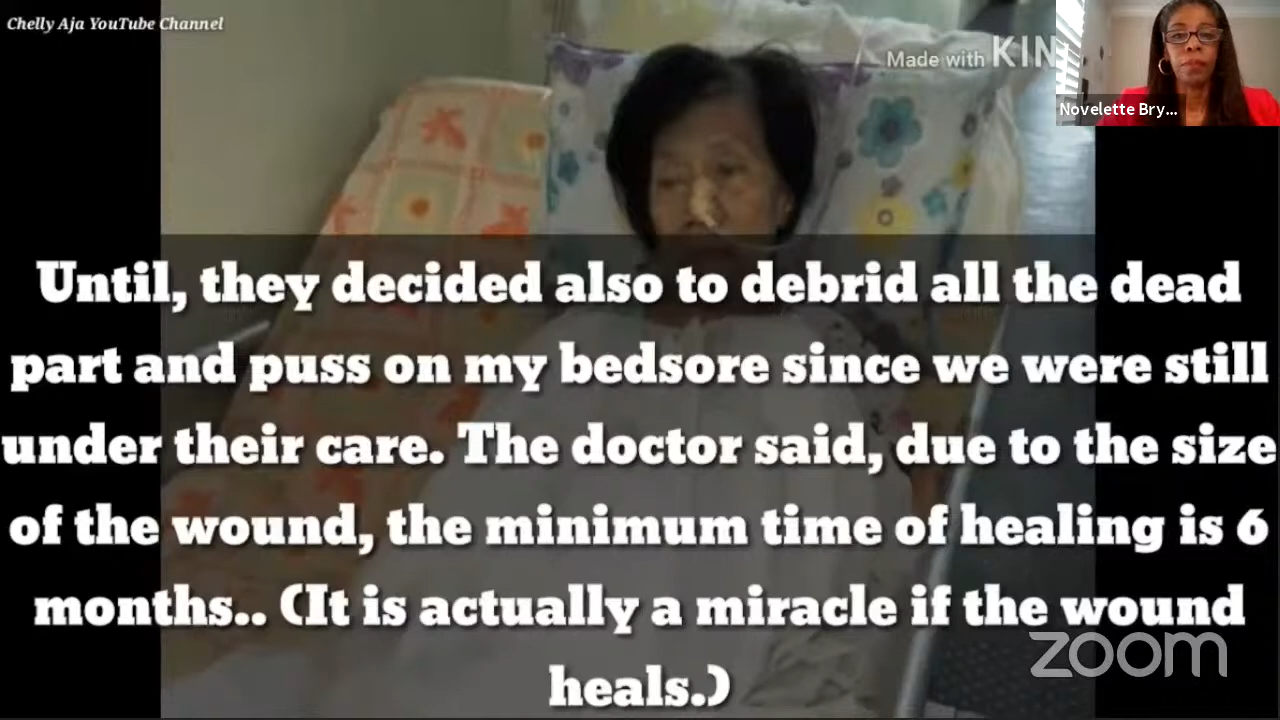 Chelly Aja YouTube Channel
Made with KIN
Novelette Bry...
Until, they decided also to debrid all the dead
part and puss on my bedsore since we were still
under their care. The doctor said, due to the size
of the wound, the minimum time of healing is 6
months.. (It is actually a miracle if the wound
heals.)
zoom